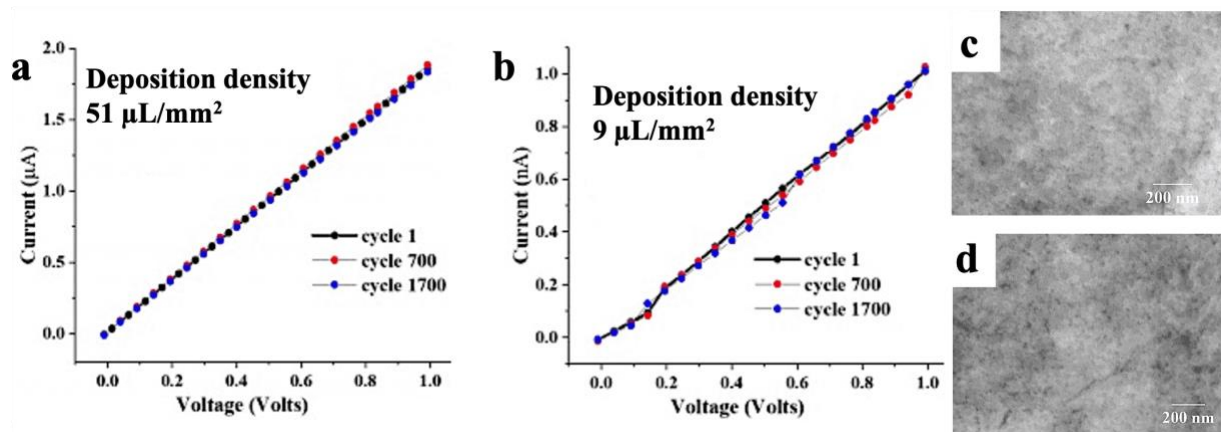 a
Deposition density
51 µL/mm²
2.0
1.5
1.0
0.5
0.0
Current (µA)
cycle 1
cycle 700
cycle 1700
0.0 0.2 0.4 0.6 0.8 1.0
Voltage (Volts)
b
Deposition density
9 µL/mm²
1.0
0.8
0.6
0.4
0.2
0.0
Current (nA)
cycle 1
cycle 700
cycle 1700
0.0 0.2 0.4 0.6 0.8 1.0
Voltage (Volts)
c
200 nm
d
200 nm